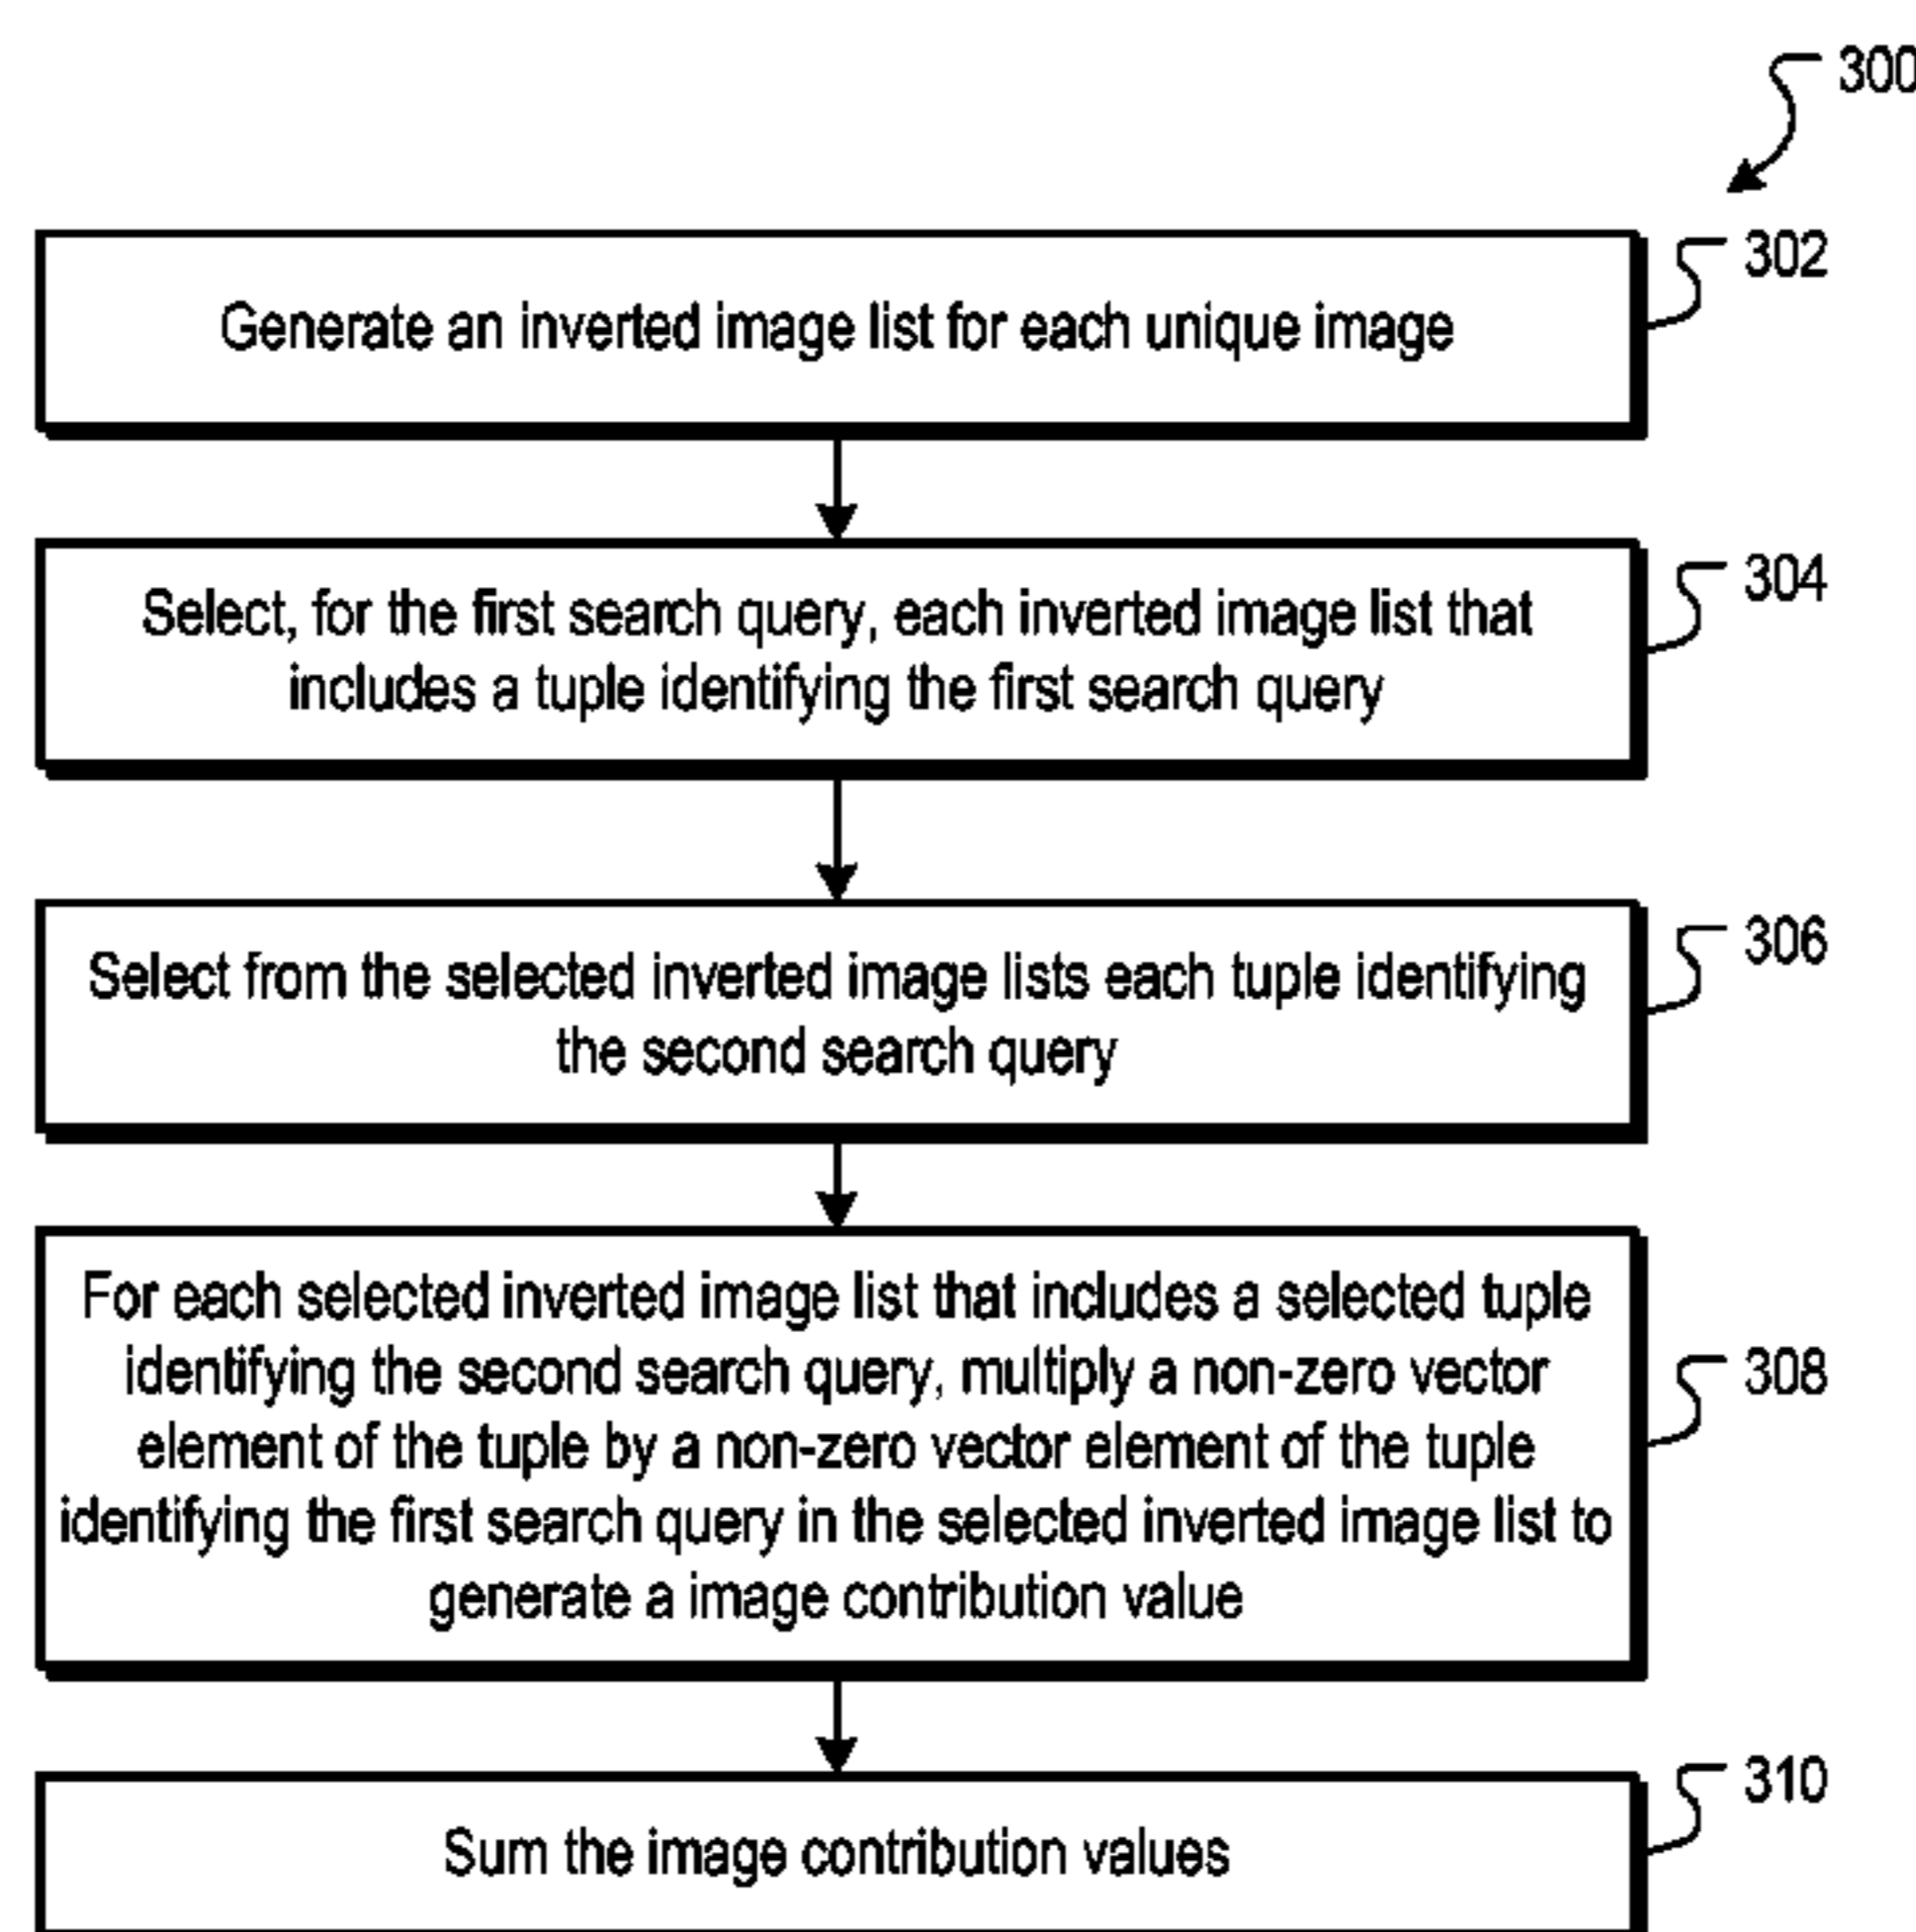 300
302
Generate an inverted image list for each unique image
304
Select, for the first search query, each inverted image list that
includes a tuple identifying the first search query
306
Select from the selected inverted image lists each tuple identifying
the second search query
For each selected inverted image list that includes a selected tuple
identifying the second search query, multiply a non-zero vector
308
element of the tuple by a non-zero vector element of the tuple
identifying the first search query in the selected inverted image list to
generate a image contribution value
310
Sum the image contribution values